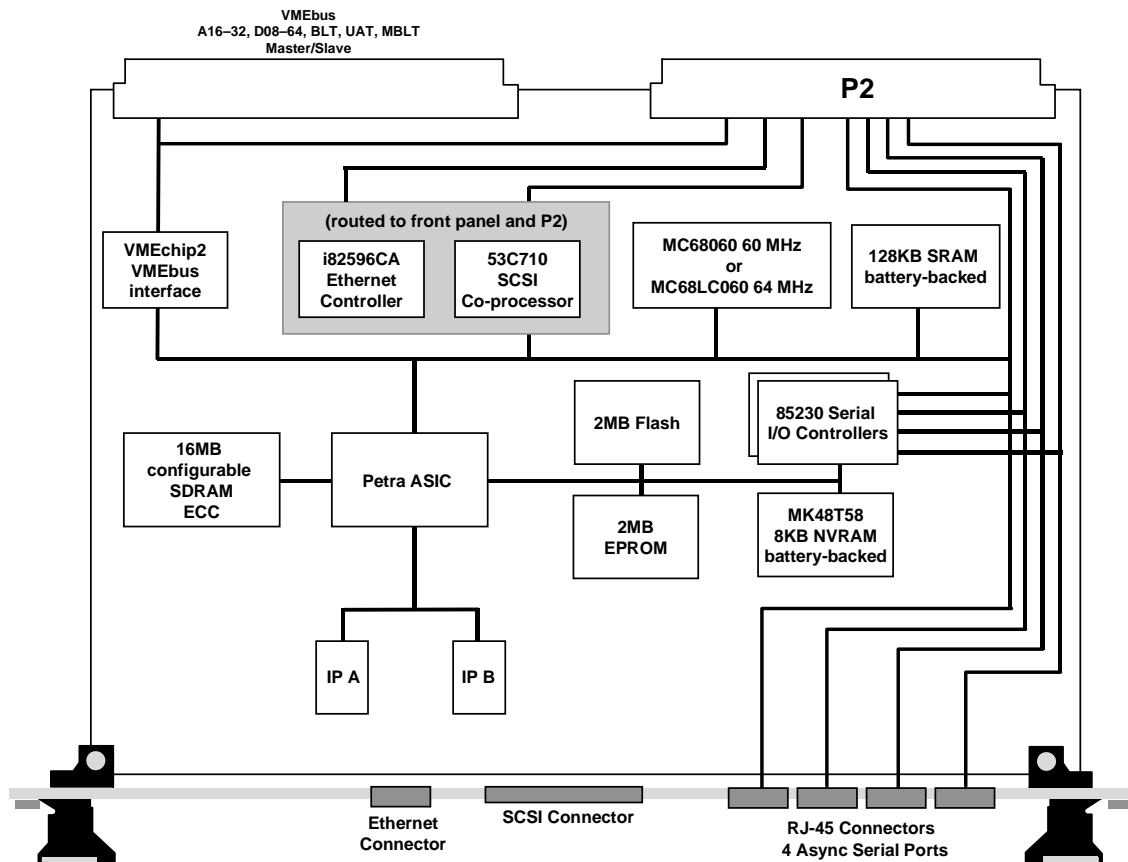 VMEbus
A16–32, D08–64, BLT, UAT, MBLT
Master/Slave
P2
(routed to front panel and P2)
VMEchip2
VMEbus
interface
i82596CA
Ethernet
Controller
53C710
SCSI
Co-processor
MC68060 60 MHz
or
MC68LC060 64 MHz
128KB SRAM
battery-backed
16MB
configurable
SDRAM
ECC
Petra ASIC
2MB Flash
85230 Serial
I/O Controllers
2MB
EPROM
MK48T58
8KB NVRAM
battery-backed
IP A
IP B
Ethernet
Connector
SCSI Connector
RJ-45 Connectors
4 Async Serial Ports